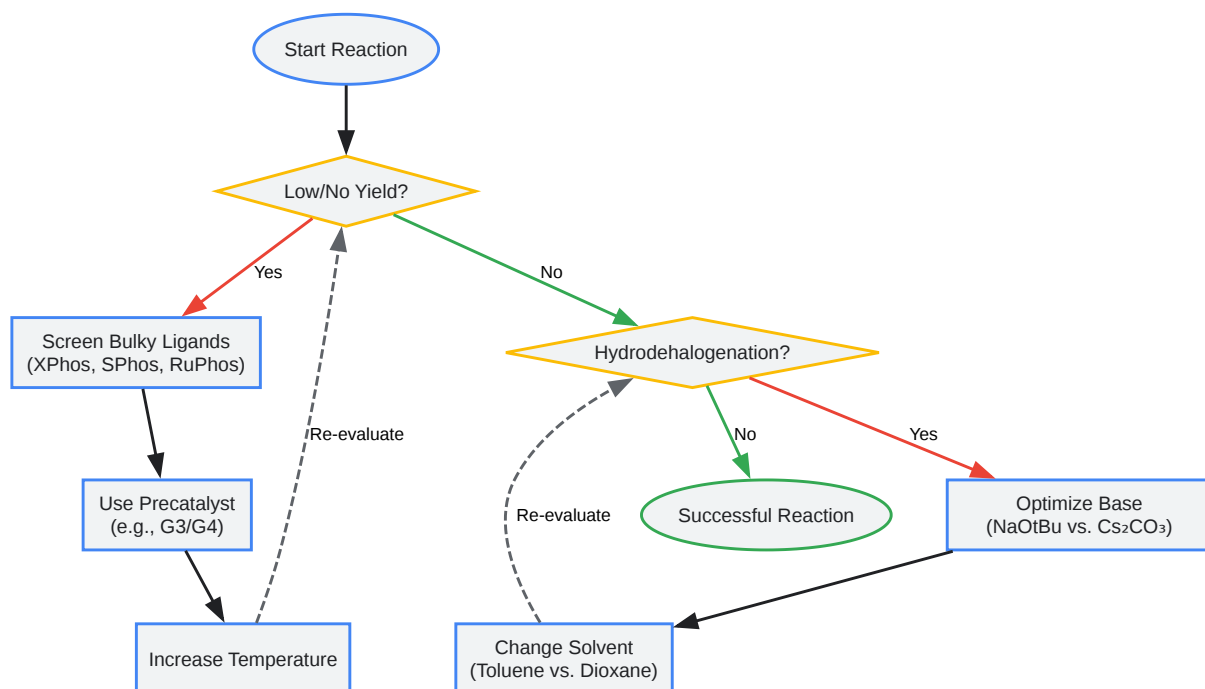 Start Reaction
Low/No Yield?
Yes
No
Screen Bulky Ligands
(XPhos, SPhos, RuPhos)
Hydrodehalogenation?
Re-evaluate
No
Yes
Use Precatalyst
(e.g., G3/G4)
Re-evaluate
Successful Reaction
Optimize Base
(NaOtBu vs. Cs₂CO₃)
Increase Temperature
Change Solvent
(Toluene vs. Dioxane)